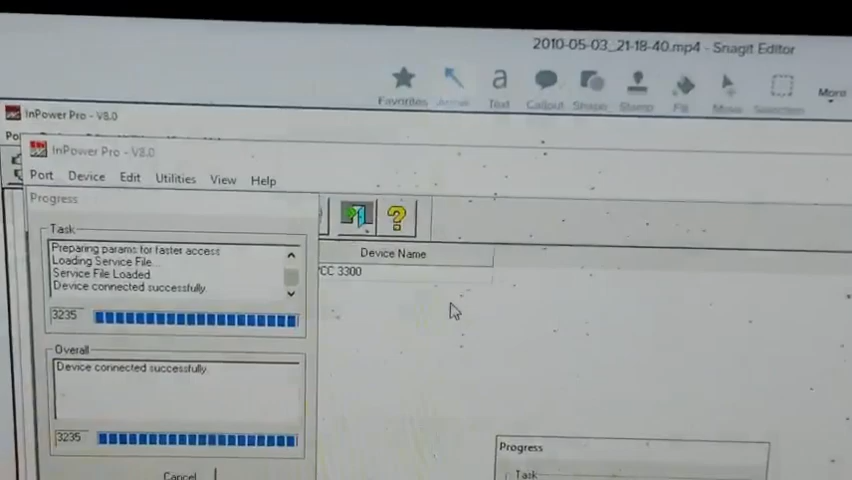 2010-05-03_21-18-40.mp4 - Snagit Editor
Favorites Text Callout Shape Stamp Fill Move Selection More
InPower Pro - V8.0
InPower Pro - V8.0
Port Device Edit Utilities View Help
Progress
Task
Preparing params for faster access
Loading Service File
Service File Loaded
Device connected successfully.
3235
Overall
Device connected successfully.
3235
Cancel
Device Name
CC 3300
Progress
Task